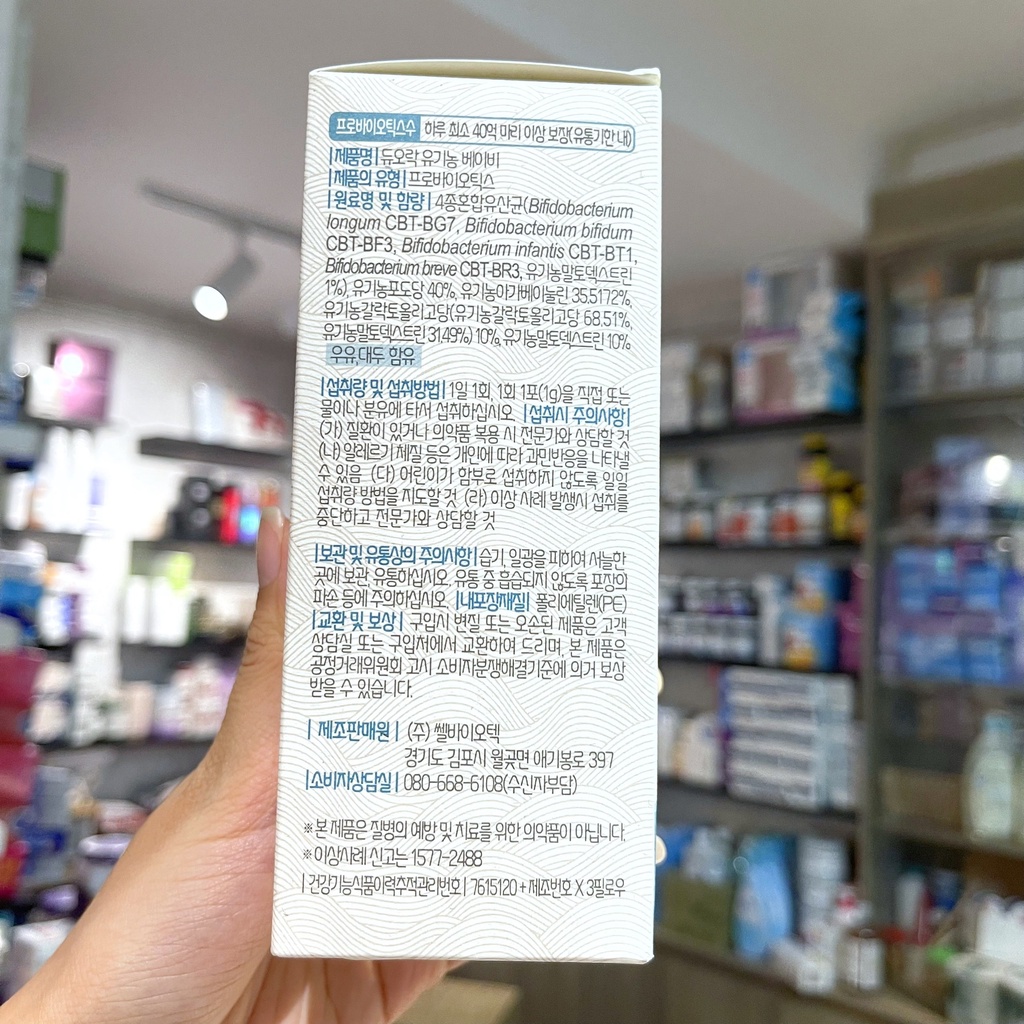 프로바이오틱스수 하루 최소 40억 마리 이상 보장(유통기한 내)
|제품명| 듀오락 유기농 베이비
|제품의 유형| 프로바이오틱스
|원료명 및 함량| 4종혼합유산균(Bifidobacterium
longum CBT-BG7, Bifidobacterium bifidum
CBT-BF3, Bifidobacterium infantis CBT-BT1,
Bifidobacterium breve CBT-BR3, 유기농말토덱스트린
1%), 유기농포도당 40%, 유기농아가베이눌린 35.5172%,
유기농갈락토올리고당(유기농갈락토올리고당 68.51%,
유기농말토덱스트린 31.49%) 10%, 유기농말토덱스트린 10%
우유, 대두 함유
|섭취량 및 섭취방법| 1일 1회, 1회 1포(1g)을 직접 또는
물이나 분유에 타서 섭취하십시오 |섭취시 주의사항|
(가) 질환이 있거나 의약품 복용 시 전문가와 상담할 것
(나) 알레르기 체질 등은 개인에 따라 과민반응을 나타낼
수 있음 (다) 어린이가 함부로 섭취하지 않도록 일일
섭취량 방법을 지도할 것 (라) 이상 사례 발생시 섭취를
중단하고 전문가와 상담할 것
|보관 및 유통상의 주의사항| 습기, 일광을 피하여 서늘한
곳에 보관 유통하십시오. 유통 중 흡습되지 않도록 포장의
파손 등에 주의하십시오 |내포장재질| 폴리에틸렌(PE)
|교환 및 보상| 구입시 변질 또는 오손된 제품은 고객
상담실 또는 구입처에서 교환하여 드리며, 본 제품은
공정거래위원회 고시 소비자분쟁해결기준에 의거 보상
받을 수 있습니다.
| 제조판매원 | (주) 쎌바이오텍
경기도 김포시 월곶면 애기봉로 397
|소비자상담실| 080-668-6108(수신자부담)
※ 본 제품은 질병의 예방 및 치료를 위한 의약품이 아닙니다.
※ 이상사례 신고는 1577-2488
| 건강기능식품이력추적관리번호 | 7615120 + 제조번호 X 3필로우